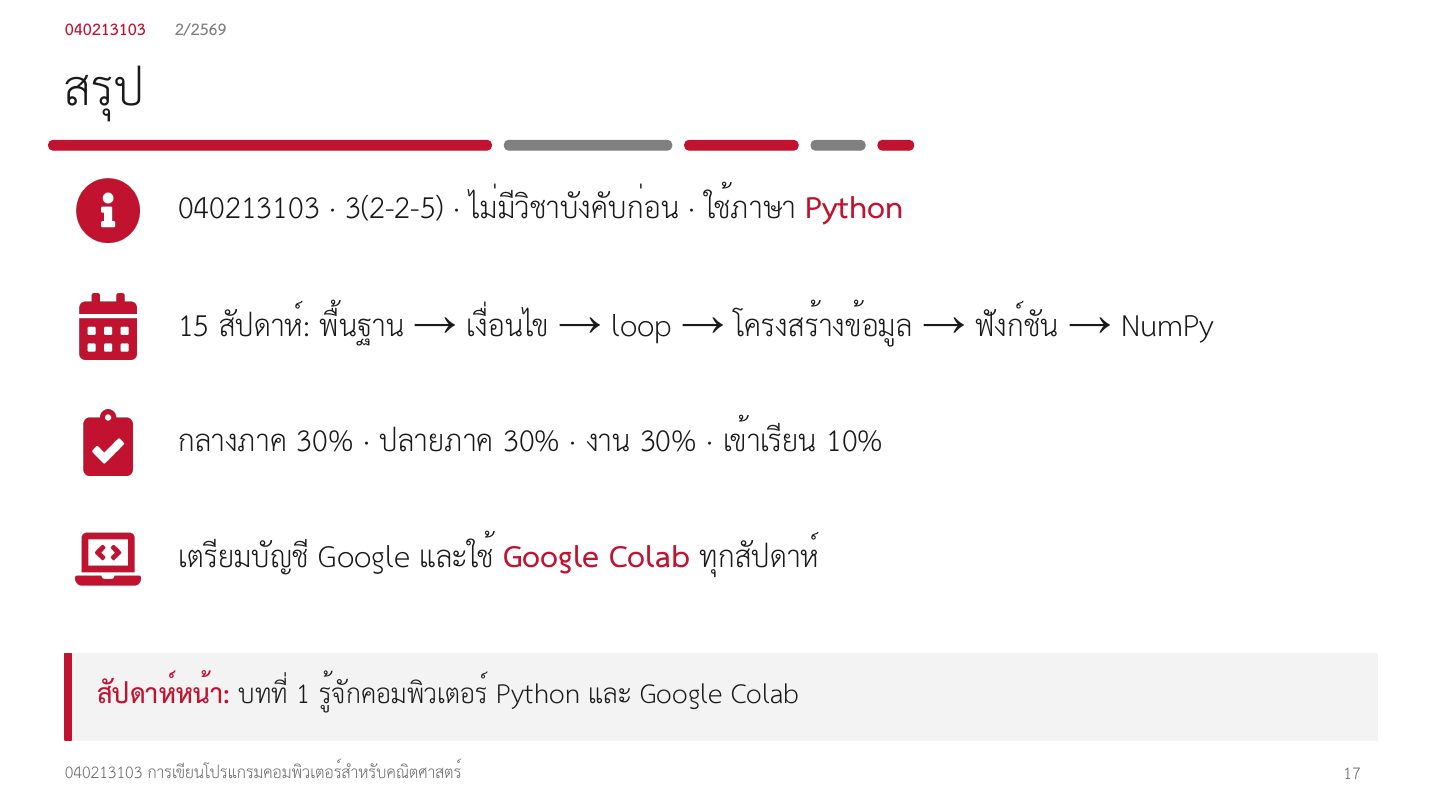 040213103 2/2569
สรุป
040213103 · 3(2-2-5) · ไม่มีวิชาบังคับก่อน · ใช้ภาษา Python
15 สัปดาห์: พื้นฐาน → เงื่อนไข → loop → โครงสร้างข้อมูล → ฟังก์ชัน → NumPy
กลางภาค 30% · ปลายภาค 30% · งาน 30% · เข้าเรียน 10%
เตรียมบัญชี Google และใช้ Google Colab ทุกสัปดาห์
สัปดาห์หน้า: บทที่ 1 รู้จักคอมพิวเตอร์ Python และ Google Colab
040213103 การเขียนโปรแกรมคอมพิวเตอร์สำหรับคณิตศาสตร์ 17